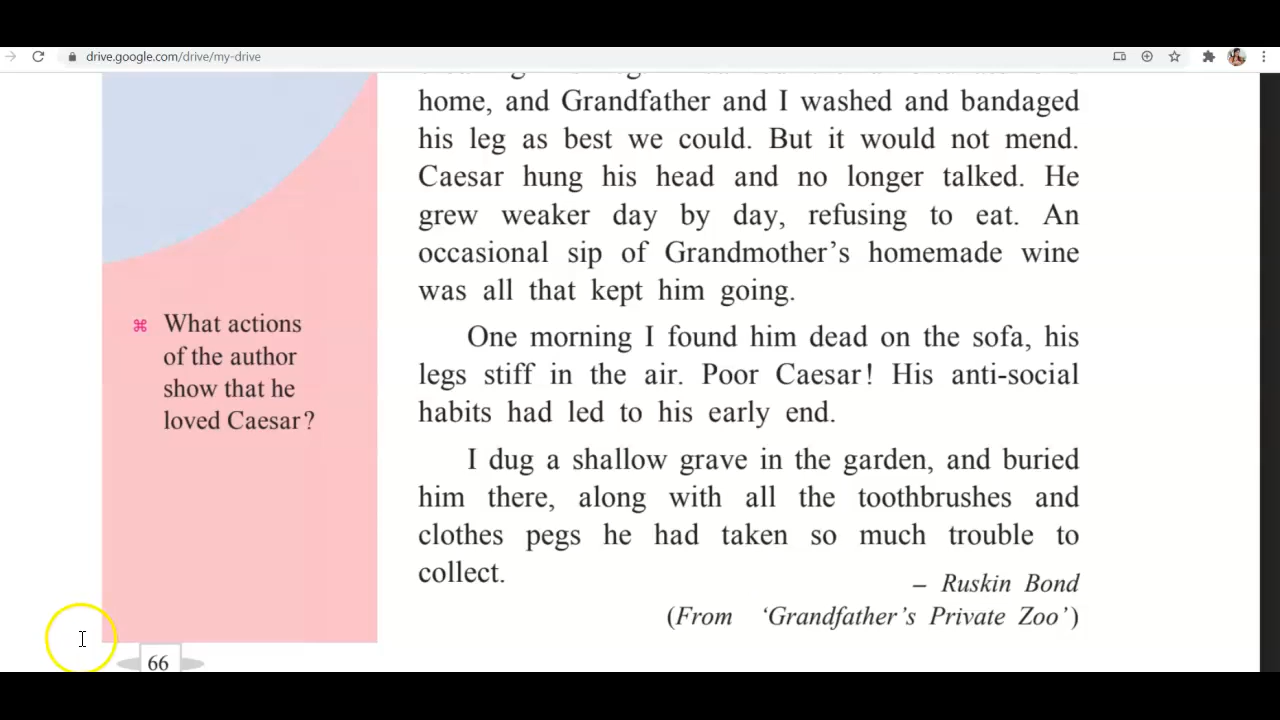 drive.google.com/drive/my-drive
home, and Grandfather and I washed and bandaged
his leg as best we could. But it would not mend.
Caesar hung his head and no longer talked. He
grew weaker day by day, refusing to eat. An
occasional sip of Grandmother’s homemade wine
was all that kept him going.
One morning I found him dead on the sofa, his
legs stiff in the air. Poor Caesar! His anti-social
habits had led to his early end.
I dug a shallow grave in the garden, and buried
him there, along with all the toothbrushes and
clothes pegs he had taken so much trouble to
collect.
– Ruskin Bond
(From ‘Grandfather’s Private Zoo’)
⌘ What actions
of the author
show that he
loved Caesar?
66